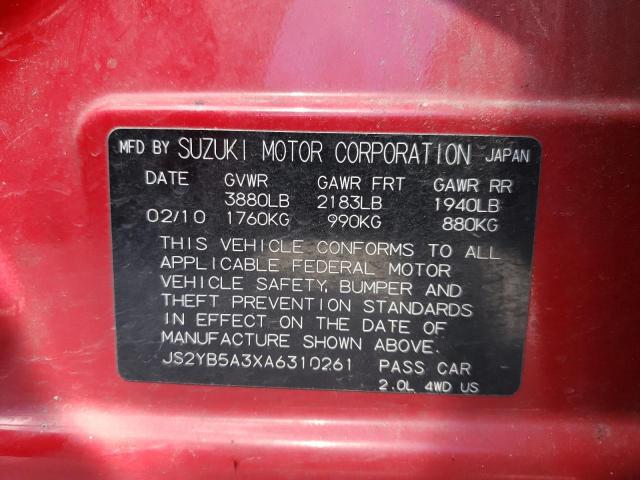 MFD BY SUZUKI MOTOR CORPORATION JAPAN
DATE GVWR GAWR FRT GAWR RR
3880LB 2183LB 1940LB
02/10 1760KG 990KG 880KG
THIS VEHICLE CONFORMS TO ALL
APPLICABLE FEDERAL MOTOR
VEHICLE SAFETY, BUMPER AND
THEFT PREVENTION STANDARDS
IN EFFECT ON THE DATE OF
MANUFACTURE SHOWN ABOVE.
JS2YB5A3XA6310261 PASS CAR
2.0L 4WD US